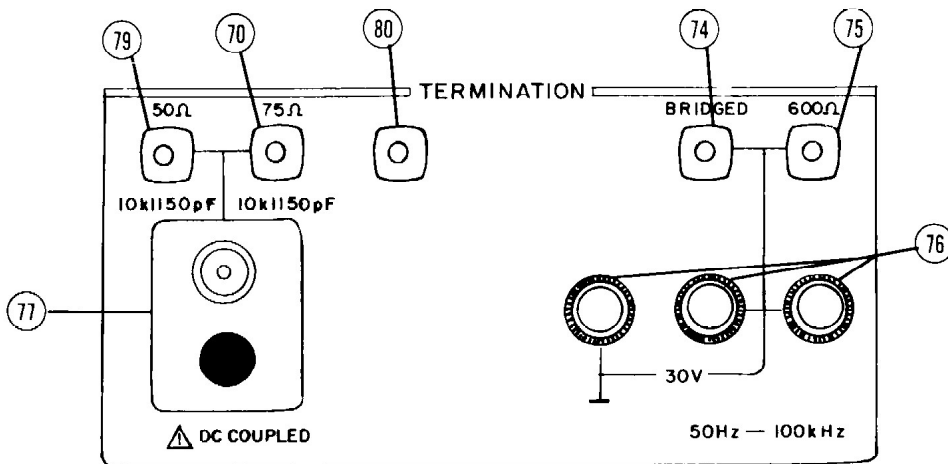 79 70 80 74 75
TERMINATION
50Ω 75Ω BRIDGED 600Ω
10k||50pF 10k||50pF
76
77
30V
⚠ DC COUPLED 50Hz — 100kHz